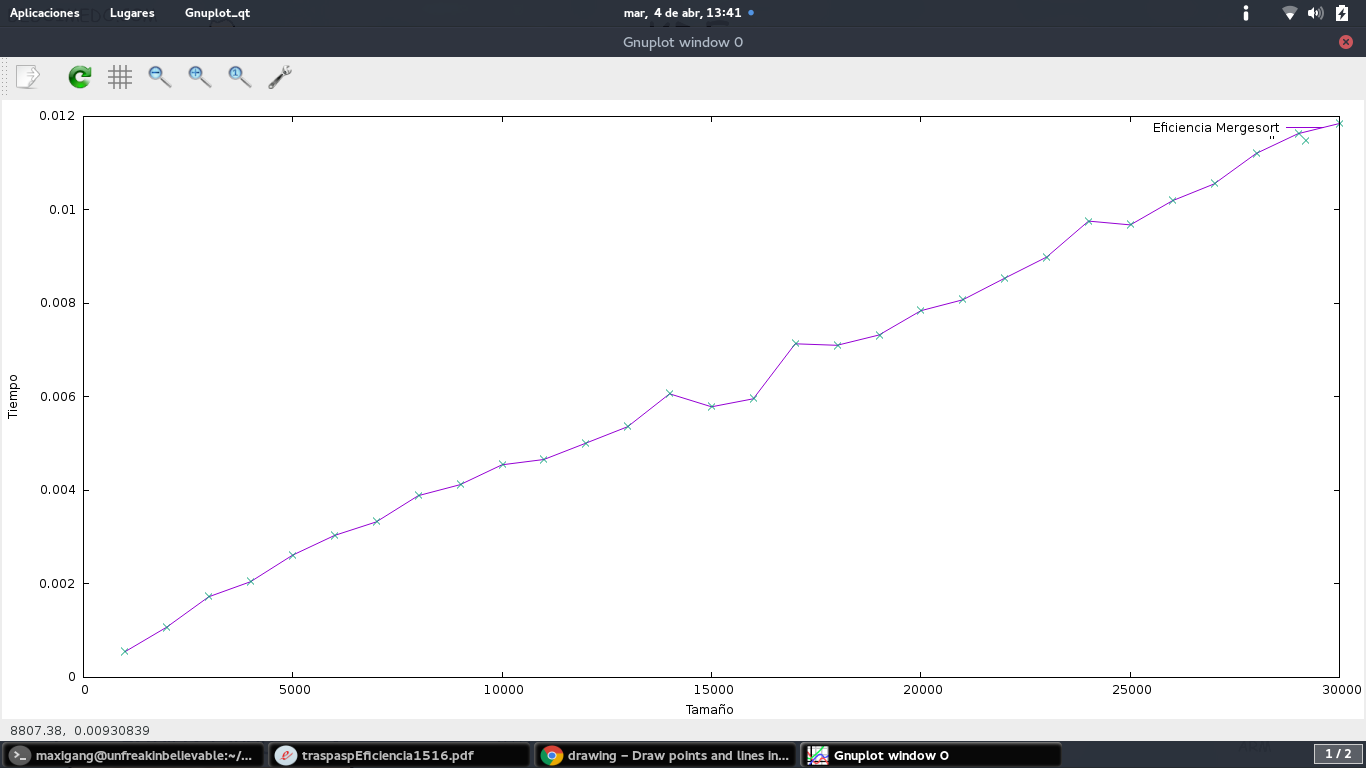 Aplicaciones Lugares Gnuplot_qt mar, 4 de abr, 13:41
Gnuplot window 0
0.012
Eficiencia Mergesort
"
0.01
0.008
0.006
Tiempo
0.004
0.002
0
0 5000 10000 15000 20000 25000 30000
Tamaño
8807.38, 0.00930839
maxigang@unfreakinbelievable:~/... traspaspEficiencia1516.pdf drawing – Draw points and lines in... Gnuplot window 0 1 / 2